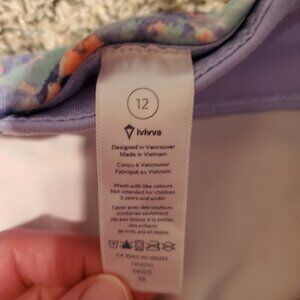 12
ivivva
Designed in Vancouver
Made in Vietnam
Conçu à Vancouver
Fabriqué au Vietnam
Wash with like colours
Not intended for children
3 years and under
Laver avec des couleurs
similaires seulement
Ne pas laisser à la portée
des enfants
de trois ans et moins